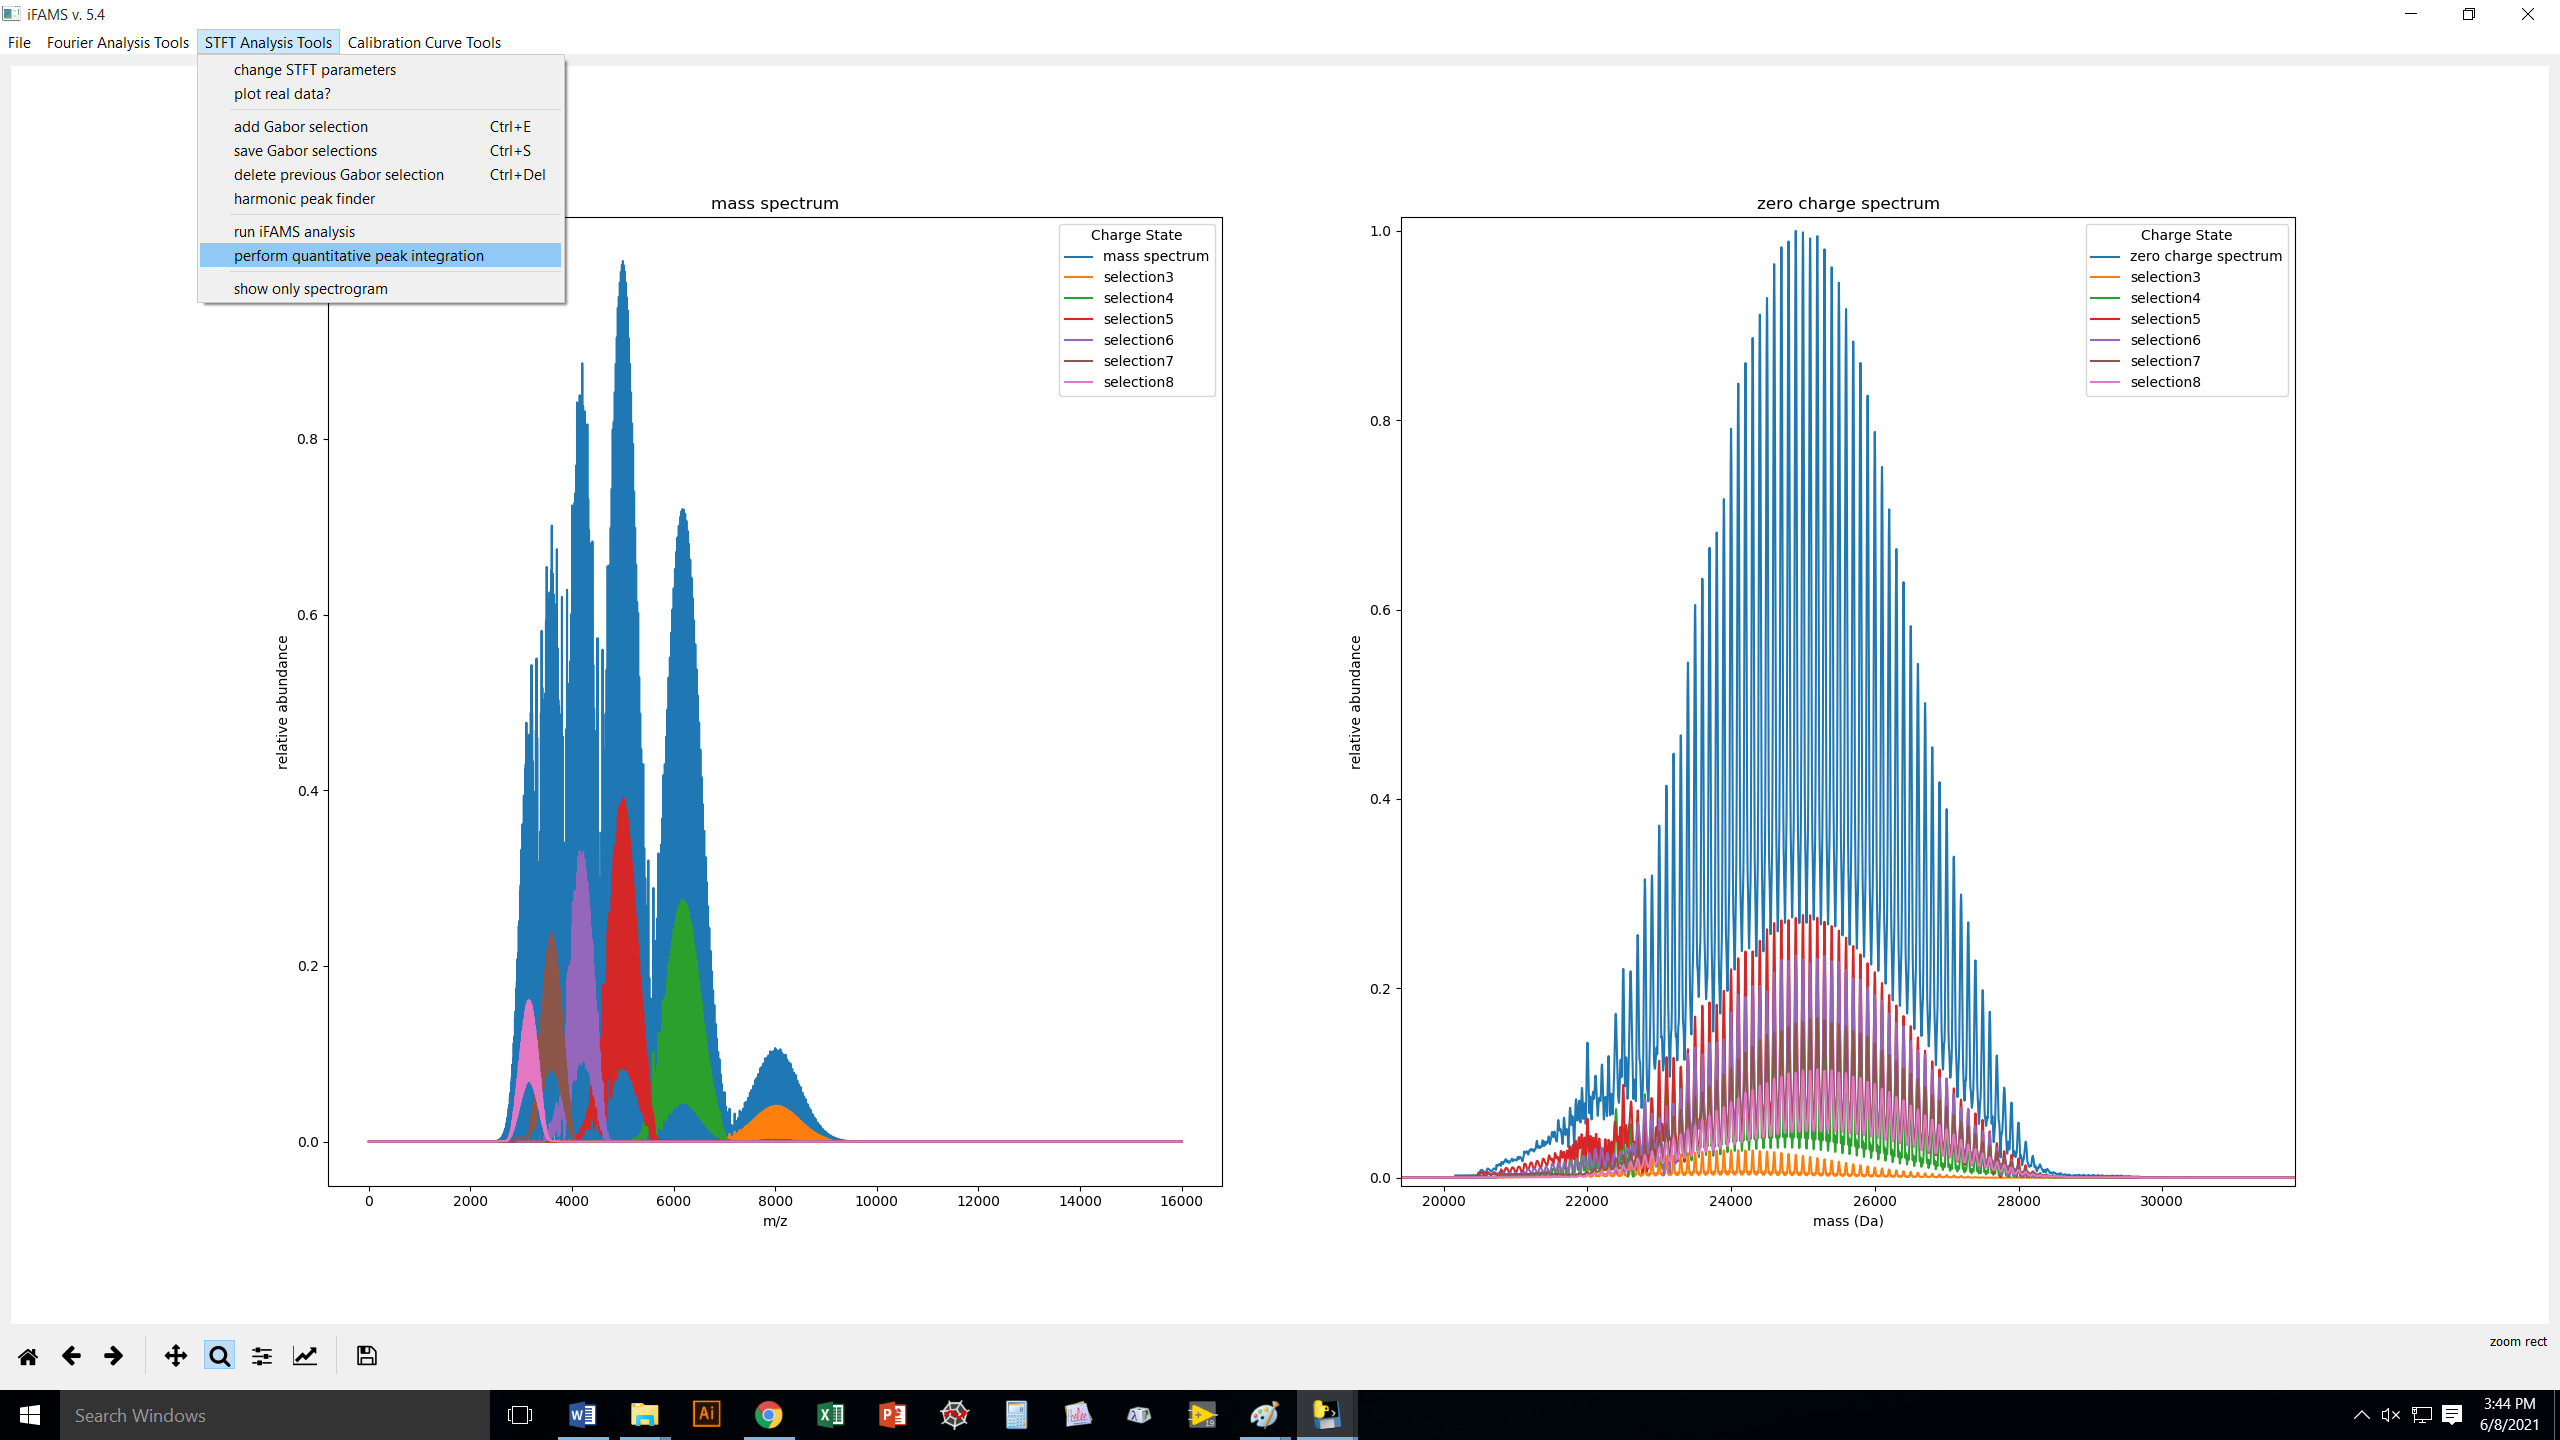 iFAMS v. 5.4
File Fourier Analysis Tools STFT Analysis Tools Calibration Curve Tools
change STFT parameters
plot real data?
add Gabor selection Ctrl+E
save Gabor selections Ctrl+S
delete previous Gabor selection Ctrl+Del
harmonic peak finder
run iFAMS analysis
perform quantitative peak integration
show only spectrogram
mass spectrum
Charge State
mass spectrum
selection3
selection4
selection5
selection6
selection7
selection8
0.8
0.6
0.4
0.2
0.0
relative abundance
0 2000 4000 6000 8000 10000 12000 14000 16000
m/z
zero charge spectrum
Charge State
zero charge spectrum
selection3
selection4
selection5
selection6
selection7
selection8
1.0
0.8
0.6
0.4
0.2
0.0
relative abundance
20000 22000 24000 26000 28000 30000
mass (Da)
zoom rect
Search Windows
Ai
19
3:44 PM
6/8/2021